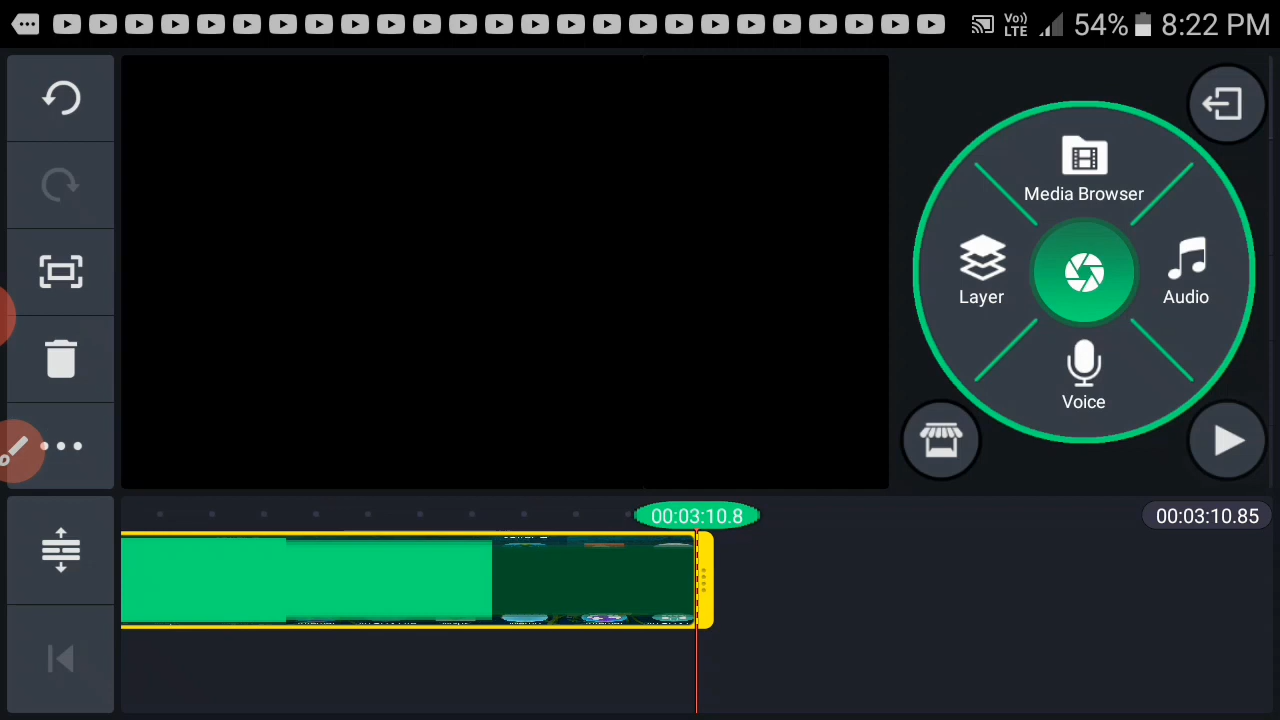 Vo)) LTE 54% 8:22 PM
Media Browser
Layer
Audio
Voice
00:03:10.8
00:03:10.85